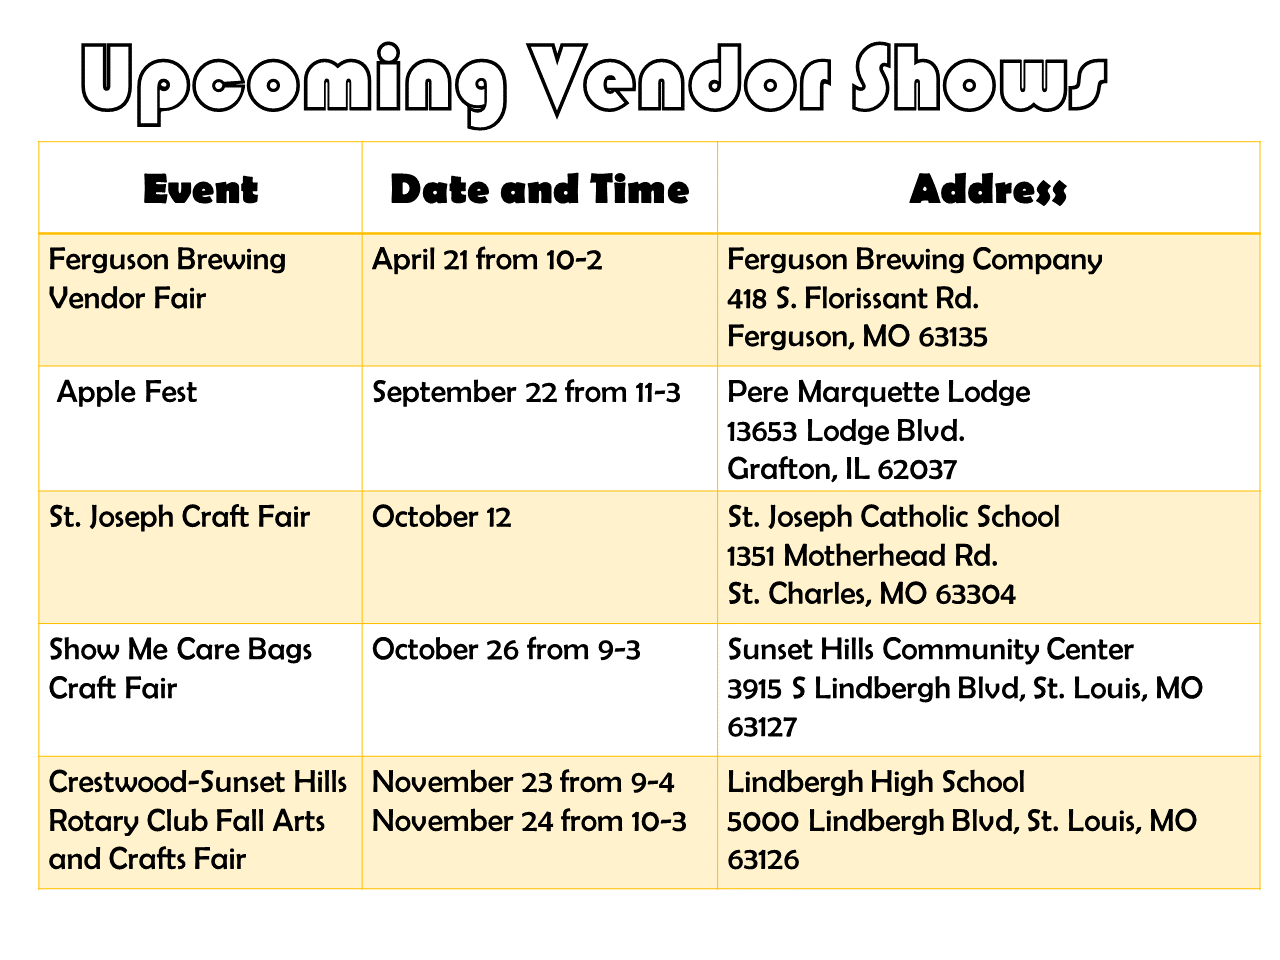 Upcoming Vendor Shows
Event
Date and Time
Address
Ferguson Brewing
Vendor Fair
April 21 from 10-2
Ferguson Brewing Company
418 S. Florissant Rd.
Ferguson, MO 63135
Apple Fest
September 22 from 11-3
Pere Marquette Lodge
13653 Lodge Blvd.
Grafton, IL 62037
St. Joseph Craft Fair
October 12
St. Joseph Catholic School
1351 Motherhead Rd.
St. Charles, MO 63304
Show Me Care Bags
Craft Fair
October 26 from 9-3
Sunset Hills Community Center
3915 S Lindbergh Blvd, St. Louis, MO
63127
Crestwood-Sunset Hills
Rotary Club Fall Arts
and Crafts Fair
November 23 from 9-4
November 24 from 10-3
Lindbergh High School
5000 Lindbergh Blvd, St. Louis, MO
63126